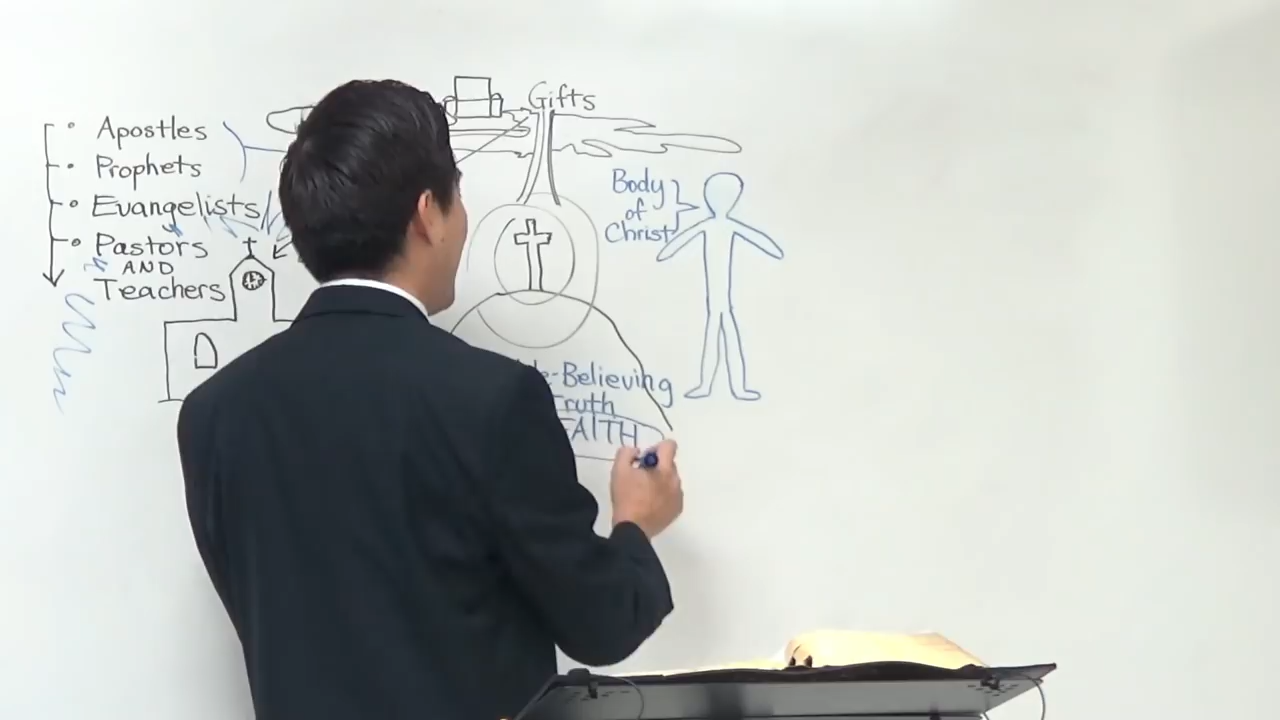 Gifts
• Apostles
• Prophets
• Evangelists
• Pastors
AND
Teachers
Body
of
Christ
-Believing
Truth
FAITH